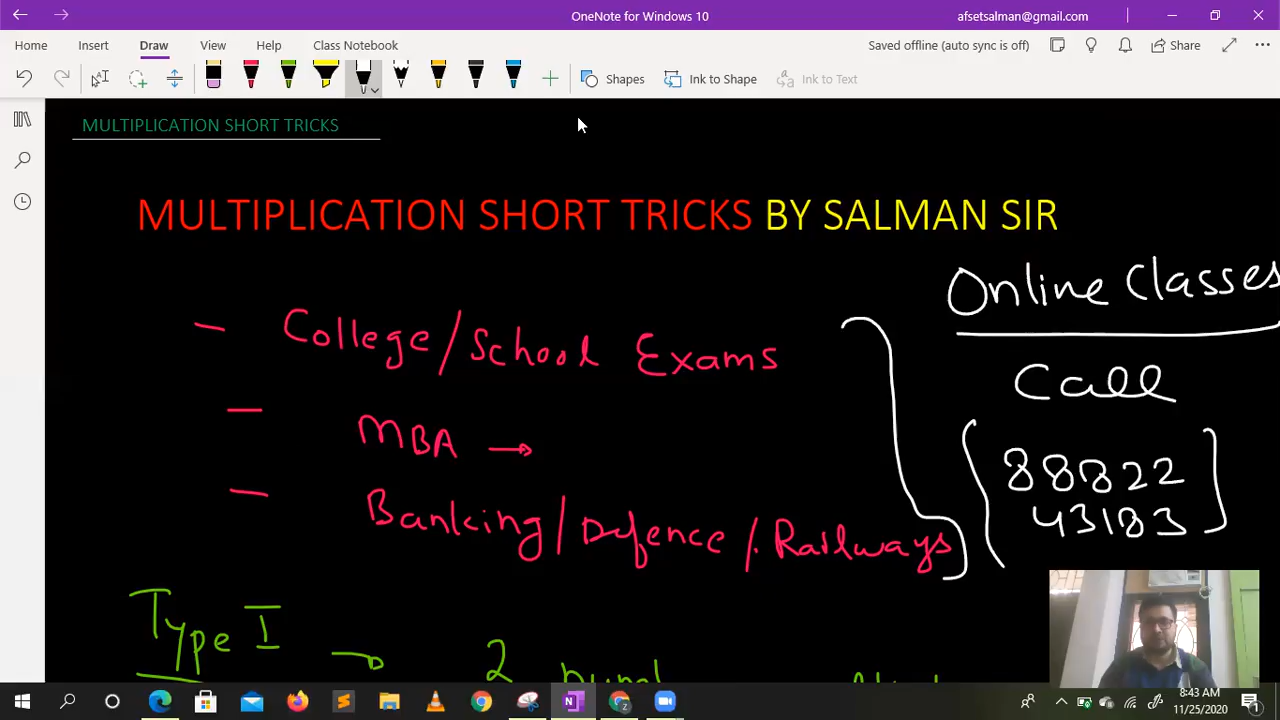 OneNote for Windows 10
afsetsalman@gmail.com
Home Insert Draw View Help Class Notebook
Saved offline (auto sync is off)
Share
Shapes
Ink to Shape
Ink to Text
MULTIPLICATION SHORT TRICKS
MULTIPLICATION SHORT TRICKS BY SALMAN SIR
Online Classes
- College/School Exams
Call
- MBA →
88822
43183
- Banking/Defence/Railways
Type I
→ 2
8:43 AM
11/25/2020